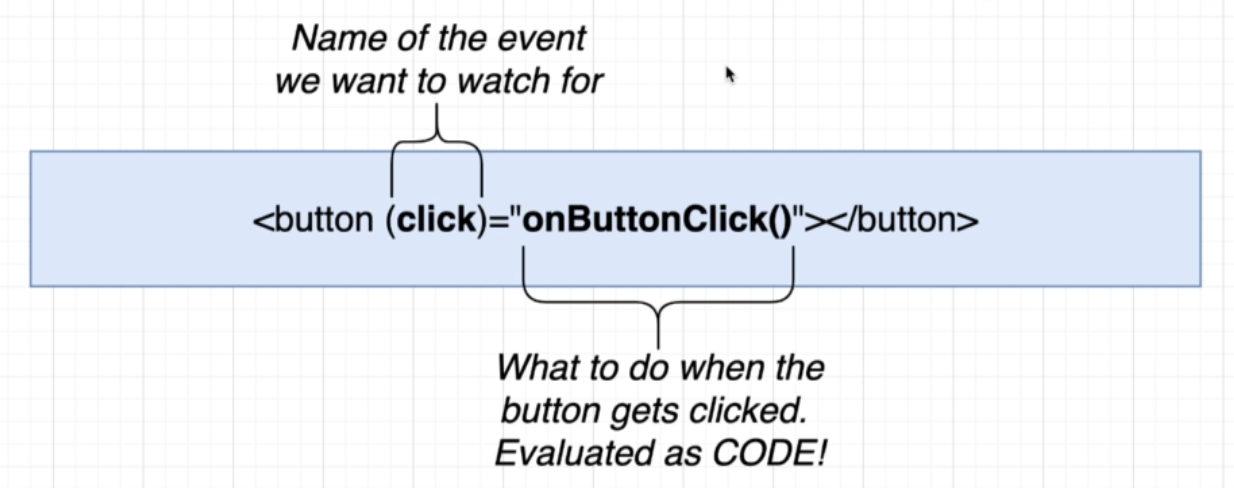 Name of the event
we want to watch for
<button (click)="onButtonClick()"></button>
What to do when the
button gets clicked.
Evaluated as CODE!